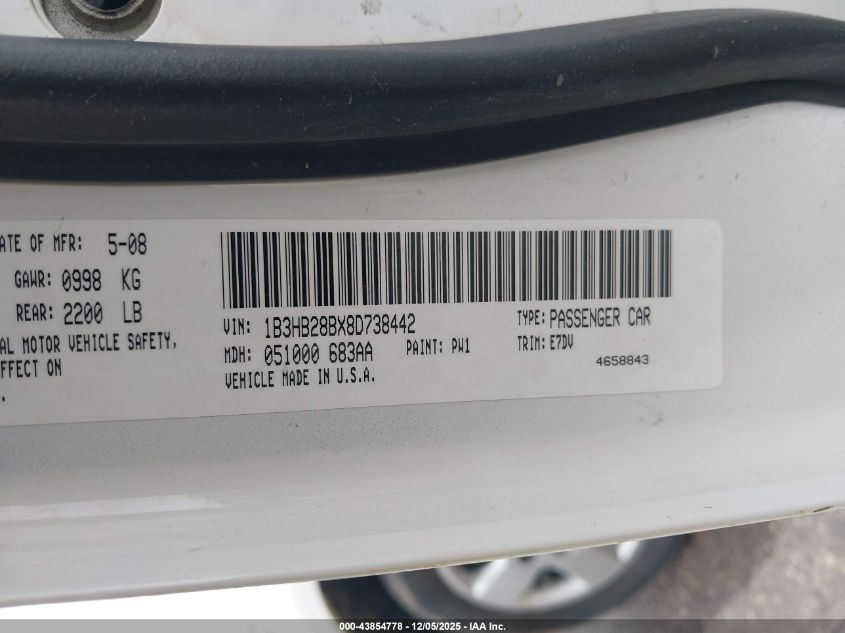 ATE OF MFR: 5-08
GAWR: 0998 KG
REAR: 2200 LB
AL MOTOR VEHICLE SAFETY,
EFFECT ON
.
VIN: 1B3HB28BX8D738442
TYPE: PASSENGER CAR
MDH: 051000 683AA
PAINT: PW1
TRIM: E7DV
VEHICLE MADE IN U.S.A.
4658843
000-43854778 - 12/05/2025 - IAA Inc.